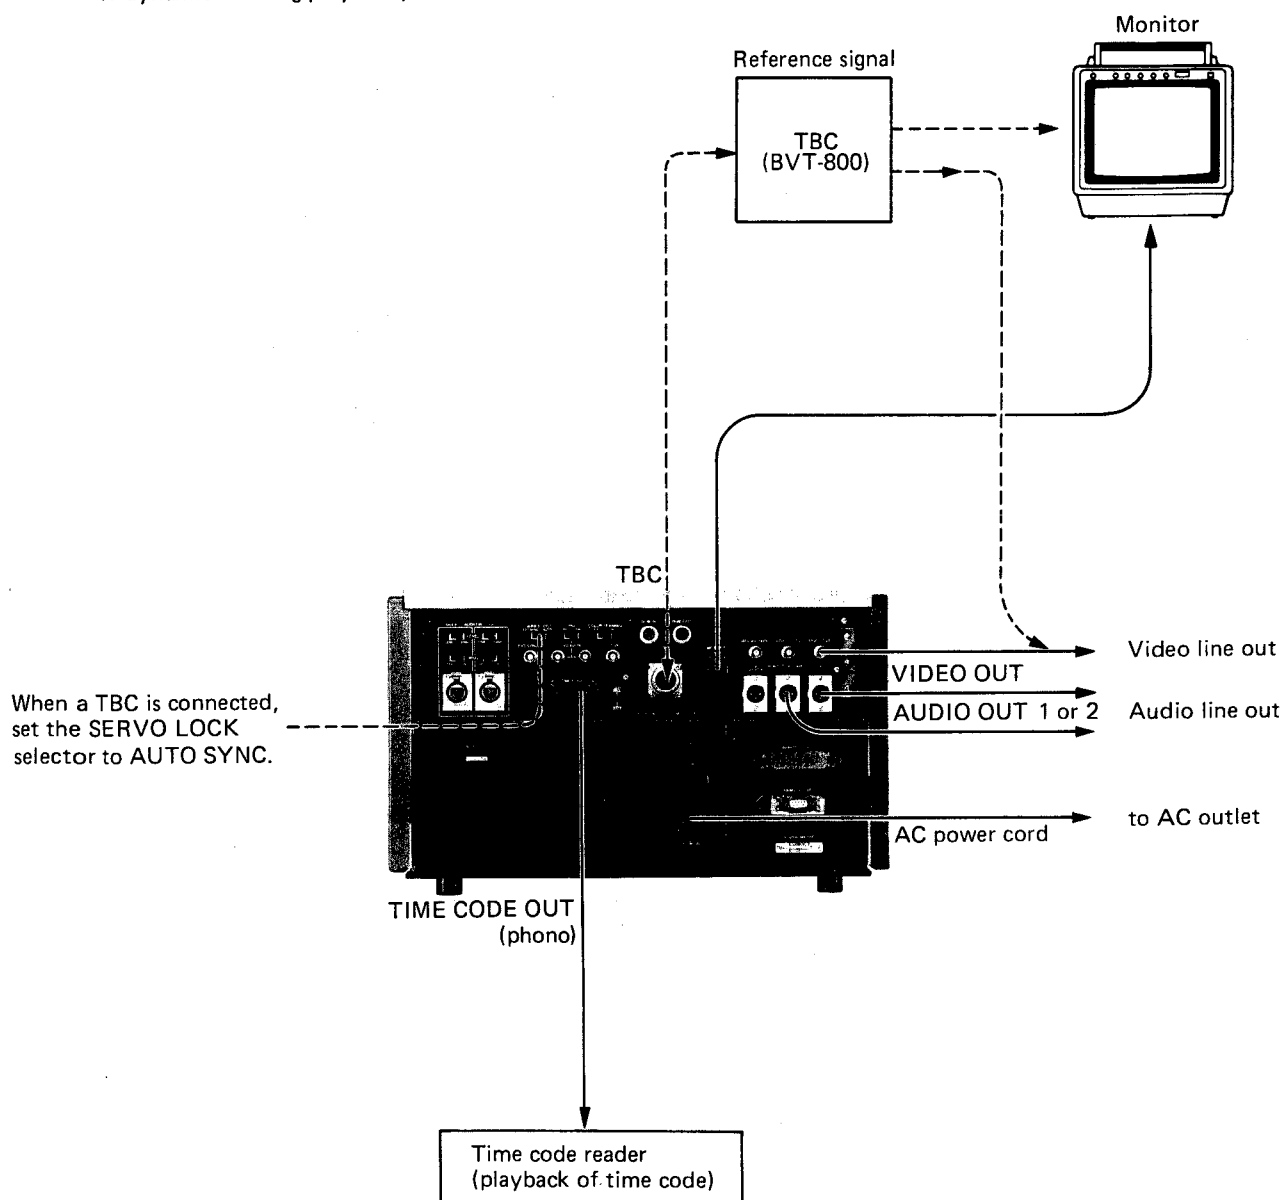 Monitor
Reference signal
TBC
(BVT-800)
TBC
When a TBC is connected,
set the SERVO LOCK
selector to AUTO SYNC.
VIDEO OUT
Video line out
AUDIO OUT 1 or 2
Audio line out
AC power cord
to AC outlet
TIME CODE OUT
(phono)
Time code reader
(playback of time code)